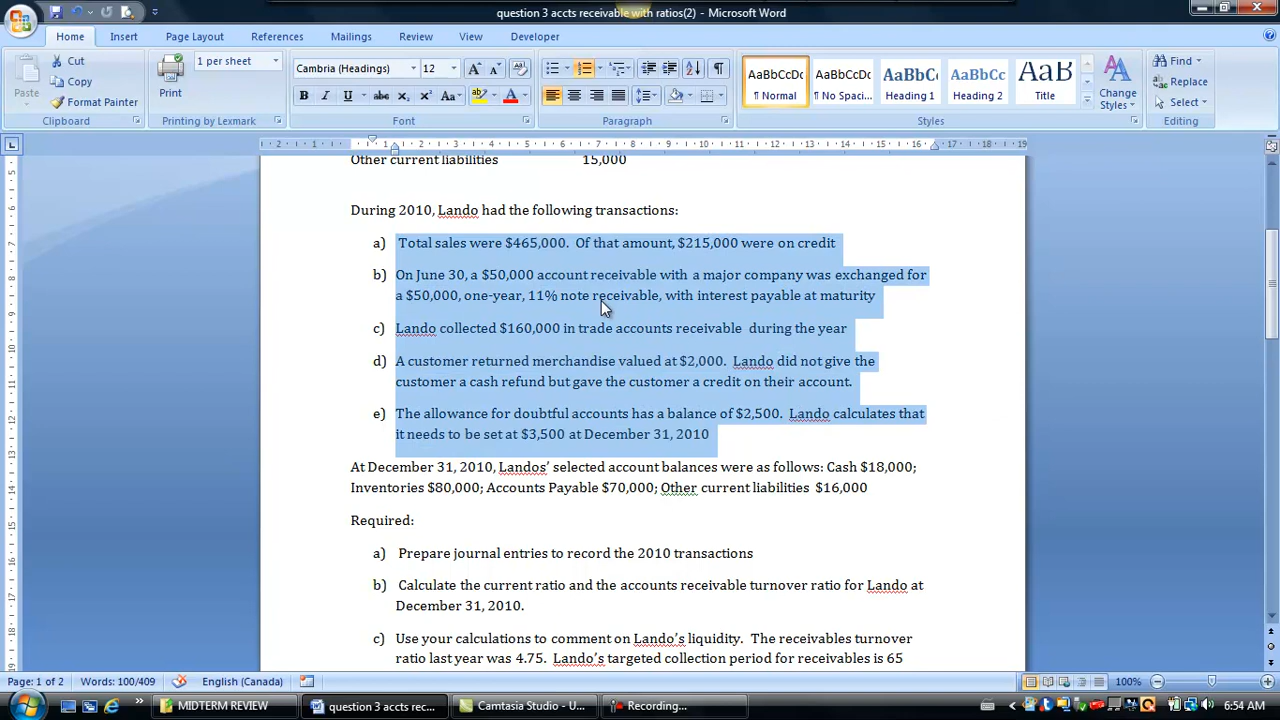 question 3 accts receivable with ratios(2) - Microsoft Word
Home Insert Page Layout References Mailings Review View Developer
Cut
Copy
Format Painter
Paste
Clipboard
Print
1 per sheet
Printing by Lexmark
Cambria (Headings) 12
Font
Paragraph
AaBbCcDc AaBbCcDc AaBbC AaBbCc AaB
¶ Normal ¶ No Spaci... Heading 1 Heading 2 Title
Change Styles
Styles
Find
Replace
Select
Editing
Other current liabilities 15,000
During 2010, Lando had the following transactions:
a) Total sales were $465,000. Of that amount, $215,000 were on credit
b) On June 30, a $50,000 account receivable with a major company was exchanged for
a $50,000, one-year, 11% note receivable, with interest payable at maturity
c) Lando collected $160,000 in trade accounts receivable during the year
d) A customer returned merchandise valued at $2,000. Lando did not give the
customer a cash refund but gave the customer a credit on their account.
e) The allowance for doubtful accounts has a balance of $2,500. Lando calculates that
it needs to be set at $3,500 at December 31, 2010
At December 31, 2010, Landos’ selected account balances were as follows: Cash $18,000;
Inventories $80,000; Accounts Payable $70,000; Other current liabilities $16,000
Required:
a) Prepare journal entries to record the 2010 transactions
b) Calculate the current ratio and the accounts receivable turnover ratio for Lando at
December 31, 2010.
c) Use your calculations to comment on Lando’s liquidity. The receivables turnover
ratio last year was 4.75. Lando’s targeted collection period for receivables is 65
Page: 1 of 2 Words: 100/409 English (Canada) 100%
MIDTERM REVIEW question 3 accts rec... Camtasia Studio - U... Recording... 6:54 AM